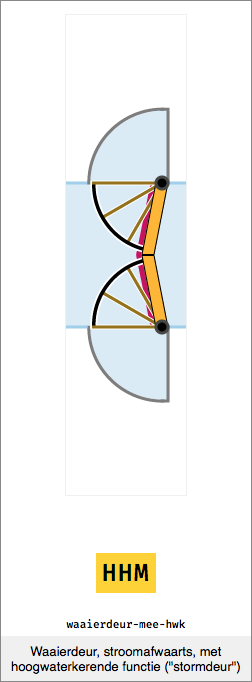 HHM
waaierdeur-mee-hwk
Waaierdeur, stroomafwaarts, met
hoogwaterkerende functie ("stormdeur")